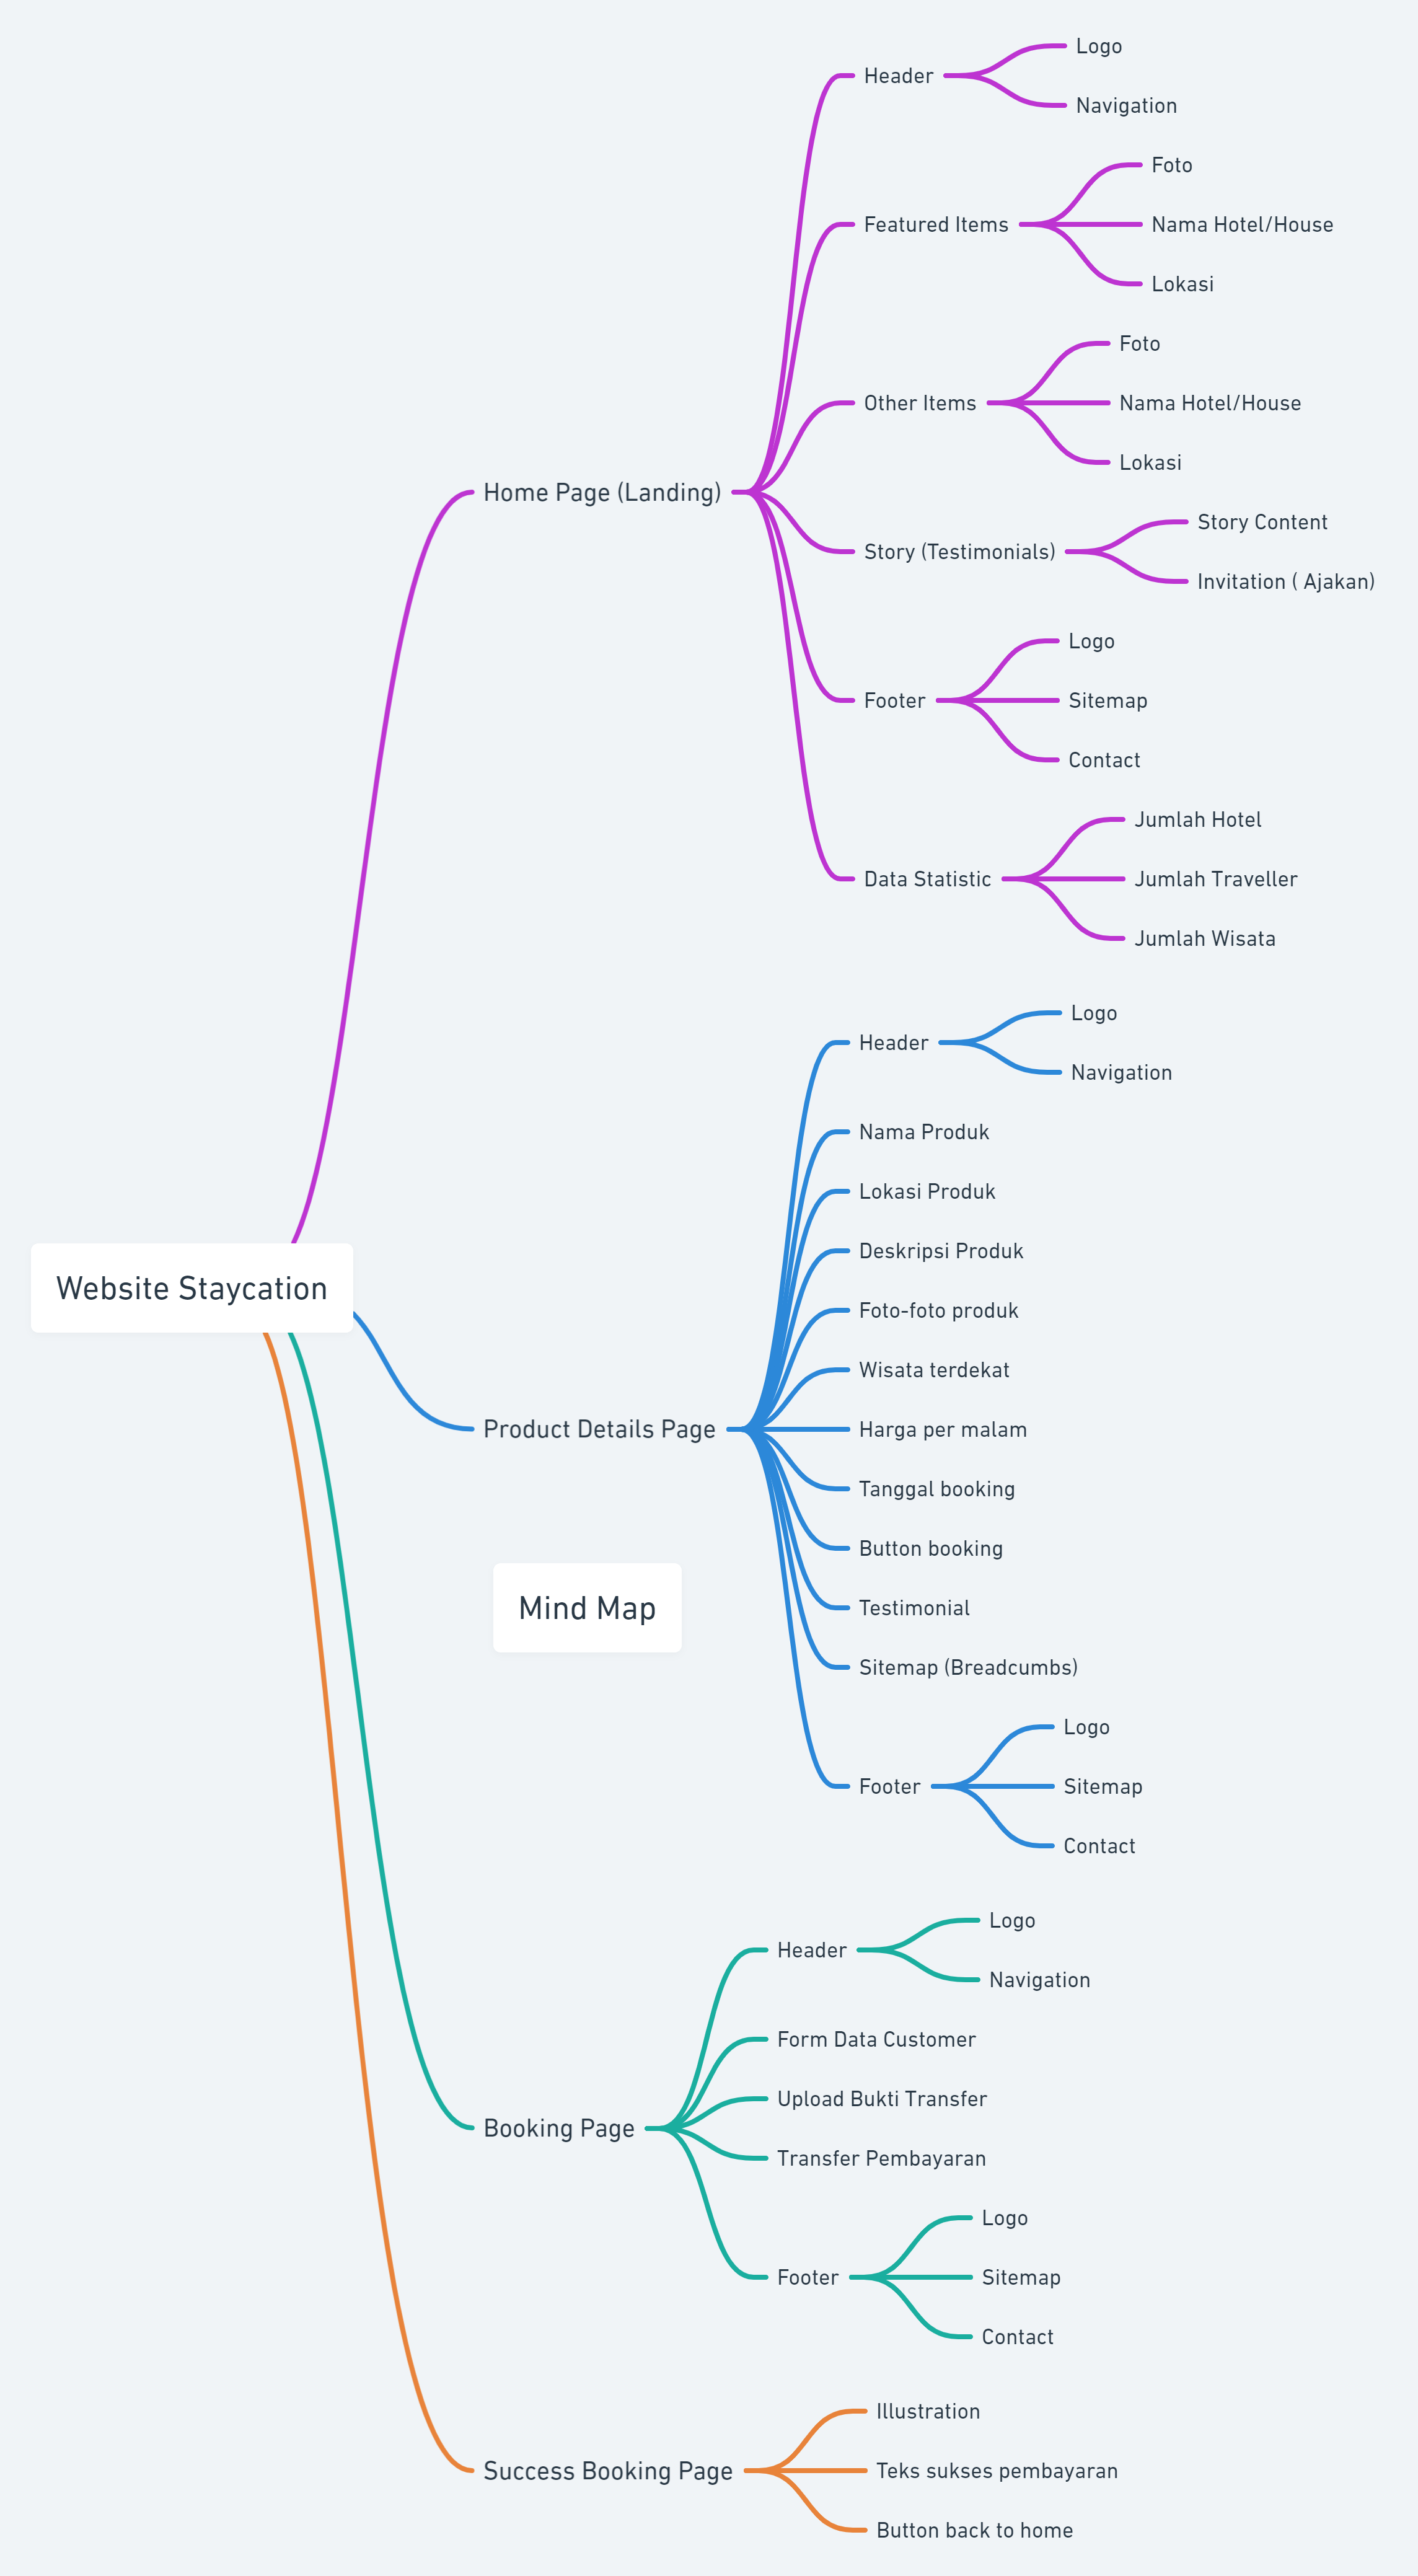 Website Staycation
Home Page (Landing)
Header
Logo
Navigation
Featured Items
Foto
Nama Hotel/House
Lokasi
Other Items
Foto
Nama Hotel/House
Lokasi
Story (Testimonials)
Story Content
Invitation ( Ajakan)
Footer
Logo
Sitemap
Contact
Data Statistic
Jumlah Hotel
Jumlah Traveller
Jumlah Wisata
Product Details Page
Header
Logo
Navigation
Nama Produk
Lokasi Produk
Deskripsi Produk
Foto-foto produk
Wisata terdekat
Harga per malam
Tanggal booking
Button booking
Testimonial
Sitemap (Breadcumbs)
Footer
Logo
Sitemap
Contact
Mind Map
Booking Page
Header
Logo
Navigation
Form Data Customer
Upload Bukti Transfer
Transfer Pembayaran
Footer
Logo
Sitemap
Contact
Success Booking Page
Illustration
Teks sukses pembayaran
Button back to home